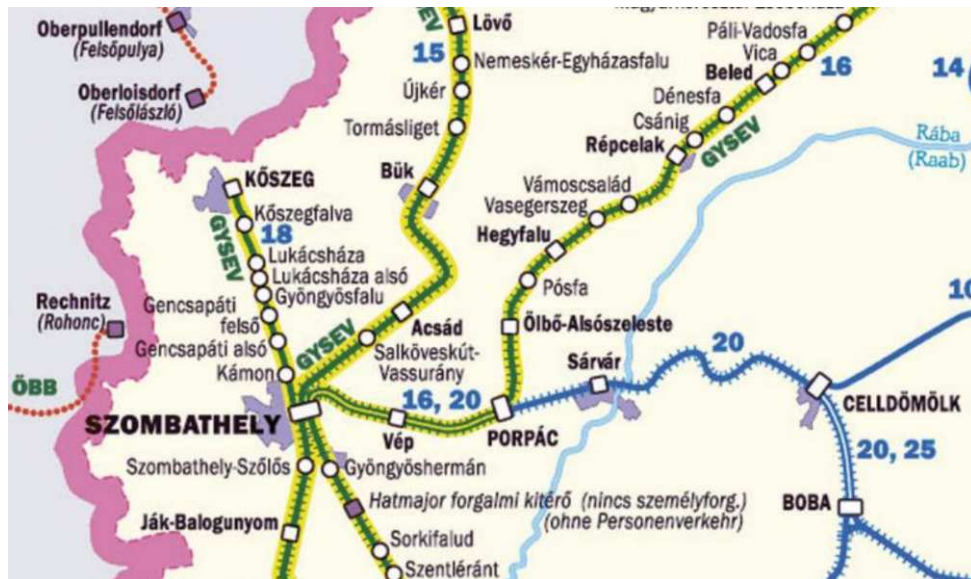 Oberpullendorf
(Felsőpulya)
Oberloisdorf
(Felsőlászló)
EV
Lövő
15
Nemeskér-Egyházasfalu
Újkér
Tormásliget
Bük
Páli-Vadosfa
Vica
Beled
16
14
Dénesfa
Csánig
Répcelak
GYSEV
Rába
(Raab)
KŐSZEG
Kőszegfalva
18
GYSEV
Lukácsháza
Lukácsháza alsó
Gyöngyösfalu
Gencsapáti
felső
Gencsapáti alsó
Kámon
Vámoscsalád
Vasegerszeg
Hegyfalu
Pósfa
Ölbő-Alsószeleste
Rechnitz
(Rohonc)
ÖBB
GYSEV
Acsád
Salköveskút-
Vassurány
Sárvár
20
10
SZOMBATHELY
16, 20
Vép
PORPÁC
CELLDÖMÖLK
20, 25
BOBA
Szombathely-Szőlős
Gyöngyöshermán
Ják-Balogunyom
Hatmajor forgalmi kitérő (nincs személyforg.)
(ohne Personenverkehr)
Sorkifalud
Szentléránt